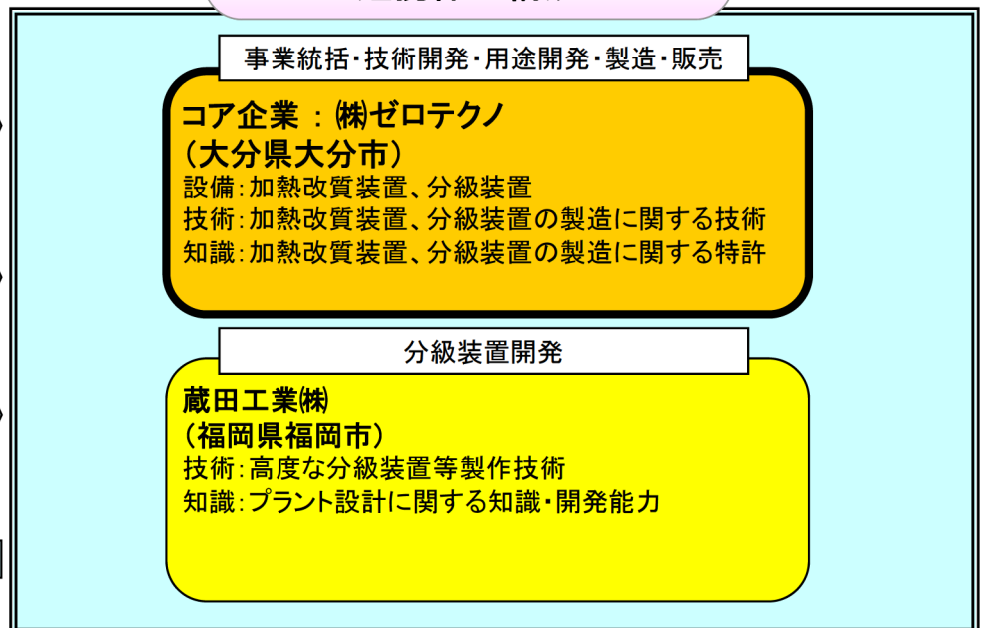 事業統括・技術開発・用途開発・製造・販売
コア企業：㈱ゼロテクノ
（大分県大分市）
設備：加熱改質装置、分級装置
技術：加熱改質装置、分級装置の製造に関する技術
知識：加熱改質装置、分級装置の製造に関する特許
分級装置開発
蔵田工業㈱
（福岡県福岡市）
技術：高度な分級装置等製作技術
知識：プラント設計に関する知識・開発能力